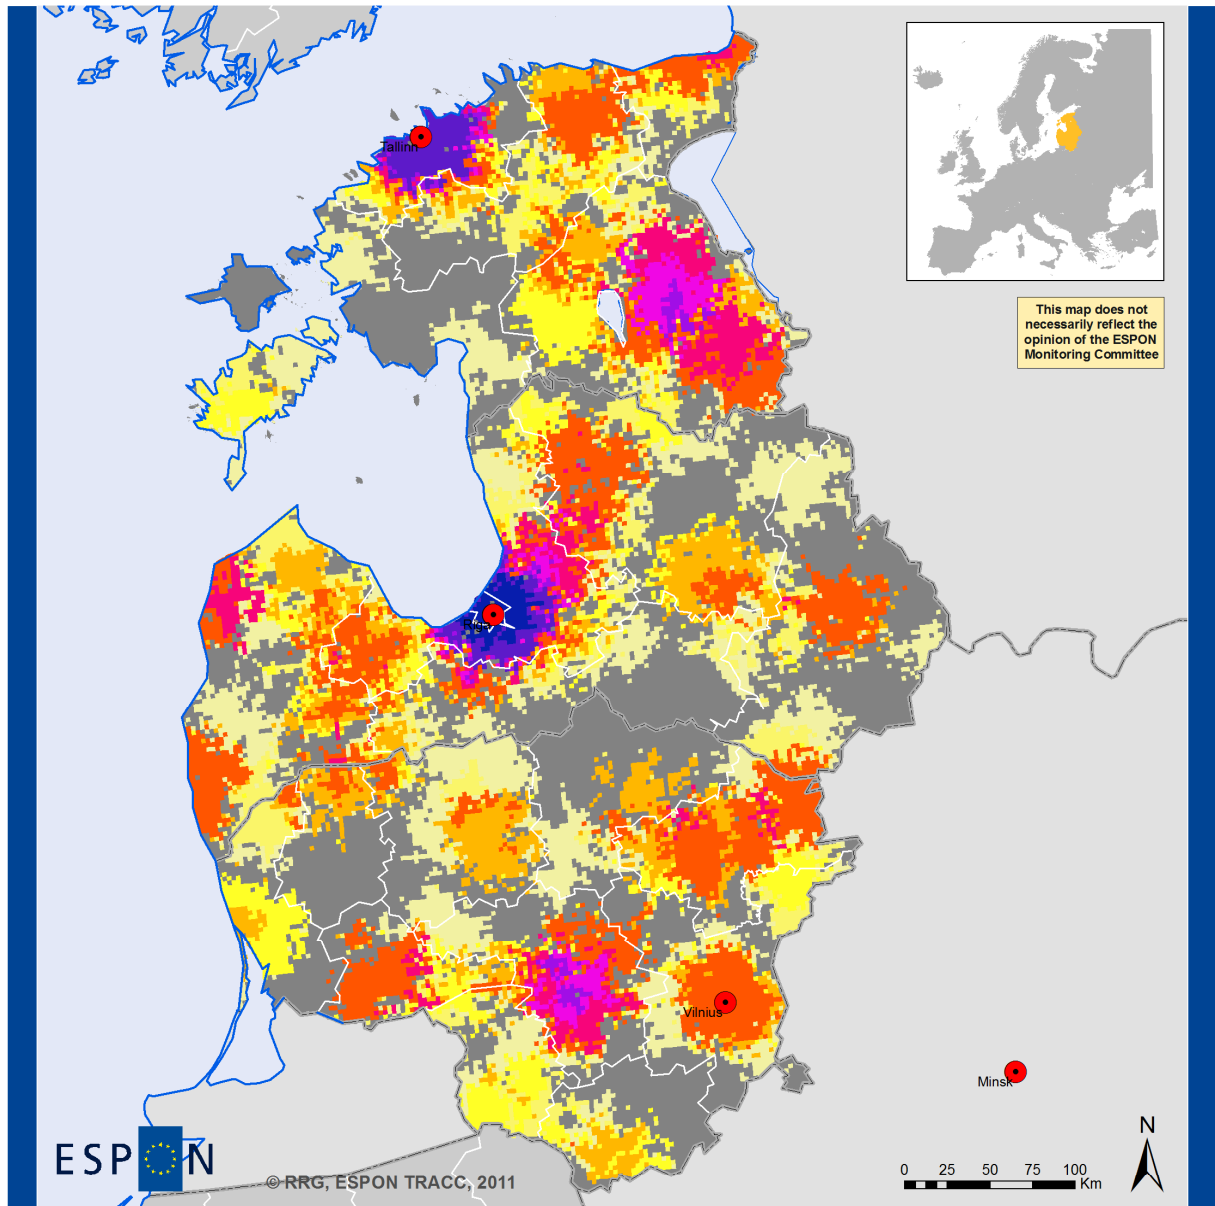 This map does not
necessarily reflect the
opinion of the ESPON
Monitoring Committee
Tallinn
Riga
Vilnius
Minsk
N
0 25 50 75 100
Km
ESPON
© RRG, ESPON TRACC, 2011